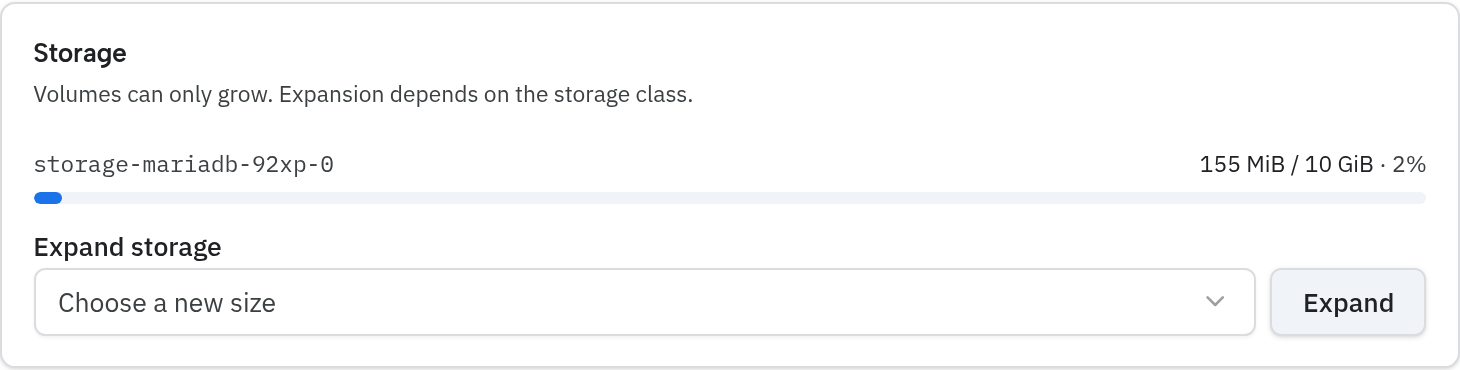 Storage
Volumes can only grow. Expansion depends on the storage class.
storage-mariadb-92xp-0 155 MiB / 10 GiB · 2%
Expand storage
Choose a new size Expand